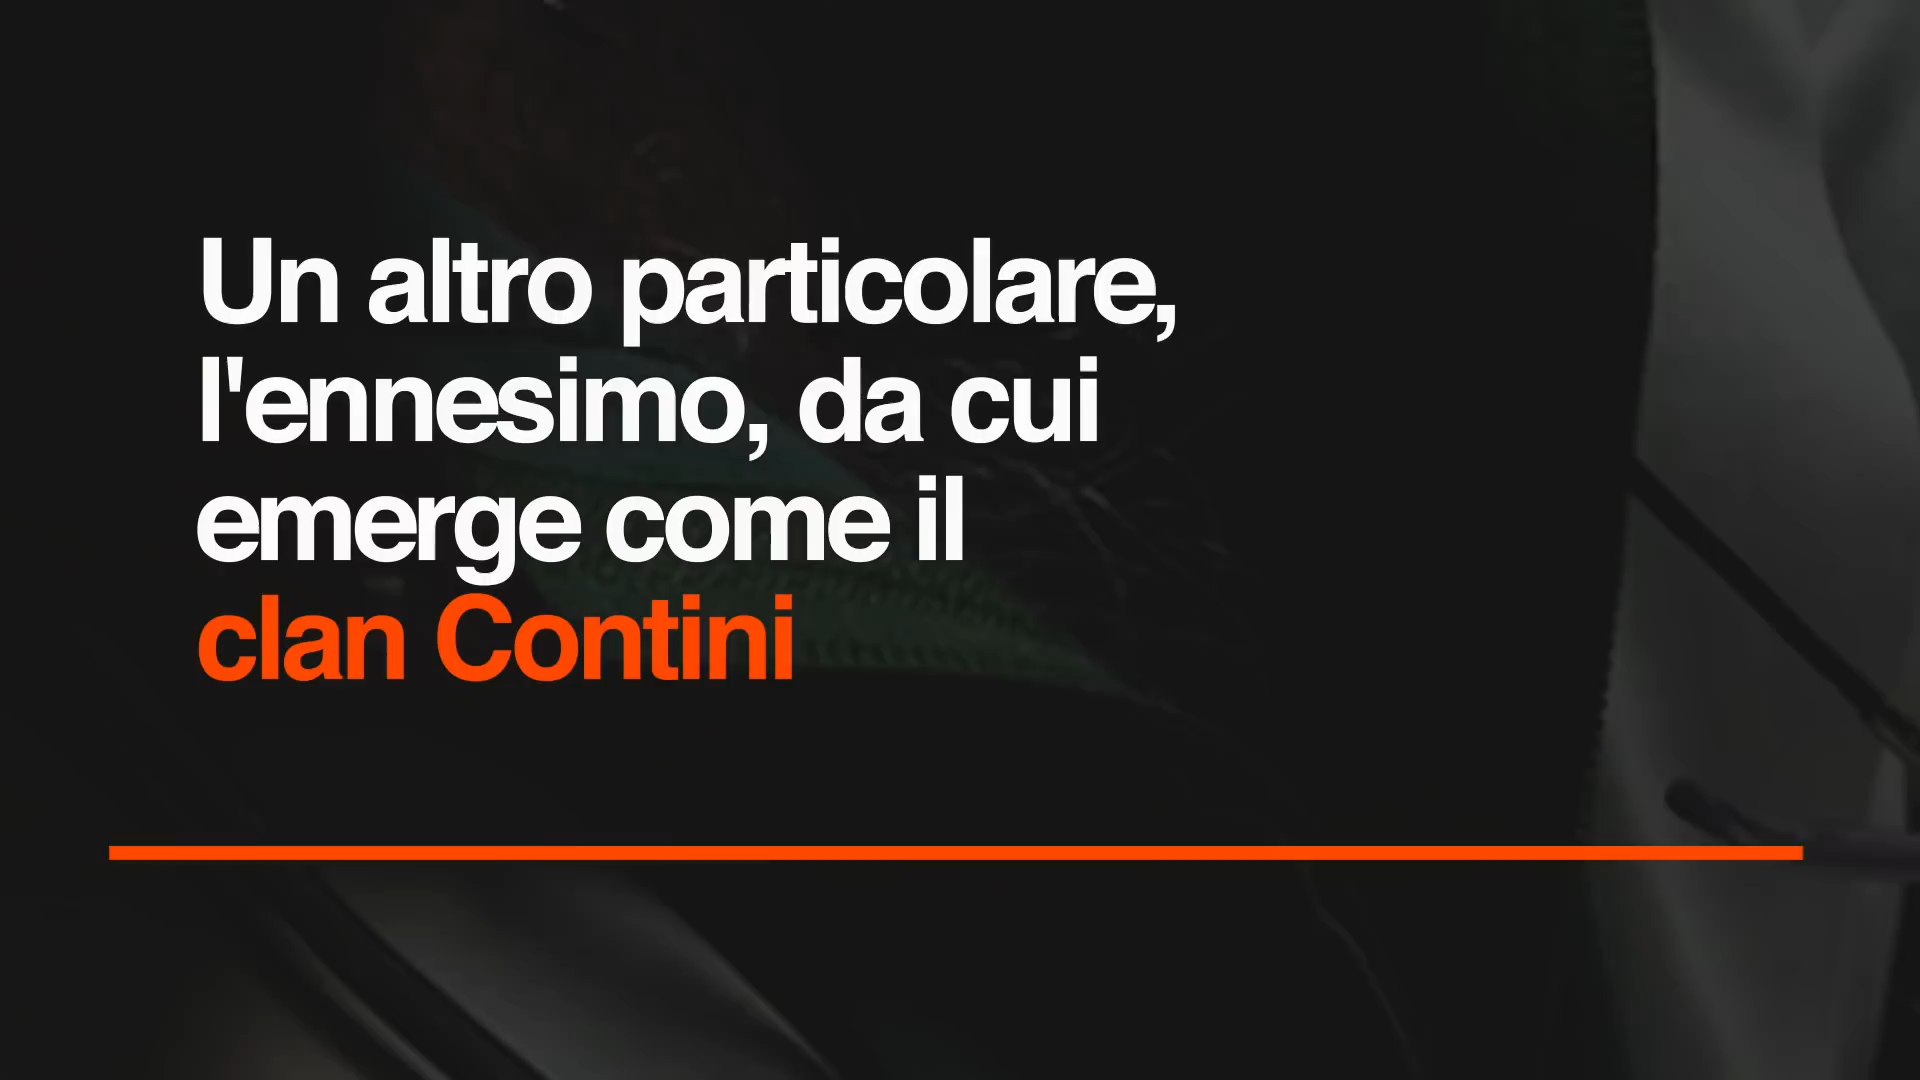 Un altro particolare,
l'ennesimo, da cui
emerge come il
clan Contini